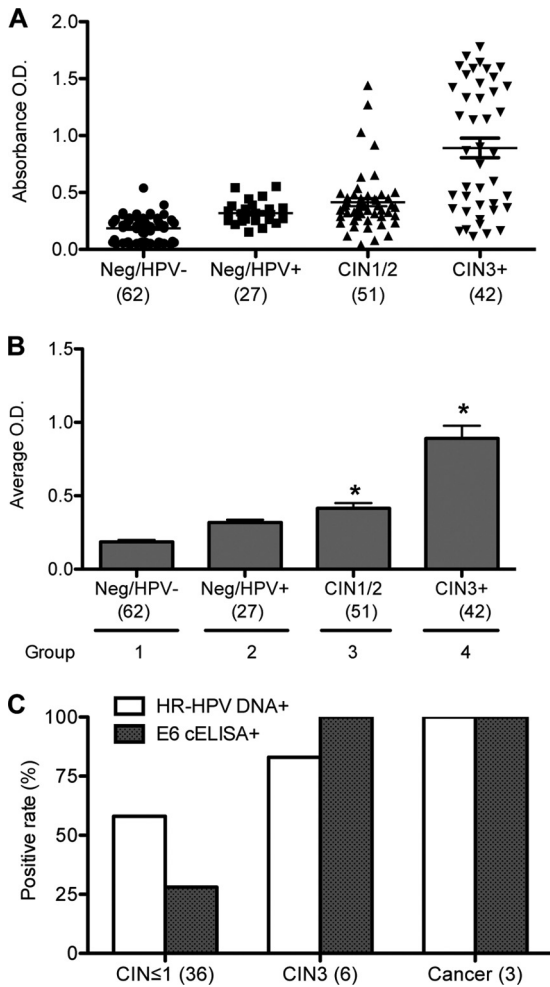 A
Absorbance O.D.
2.0
1.5
1.0
0.5
0.0
Neg/HPV- Neg/HPV+ CIN1/2 CIN3+
(62) (27) (51) (42)
B
Average O.D.
1.5
1.0
0.5
0.0
*
*
Neg/HPV- Neg/HPV+ CIN1/2 CIN3+
(62) (27) (51) (42)
Group 1 2 3 4
C
HR-HPV DNA+
E6 cELISA+
Positive rate (%)
100
75
50
25
0
CIN≤1 (36) CIN3 (6) Cancer (3)